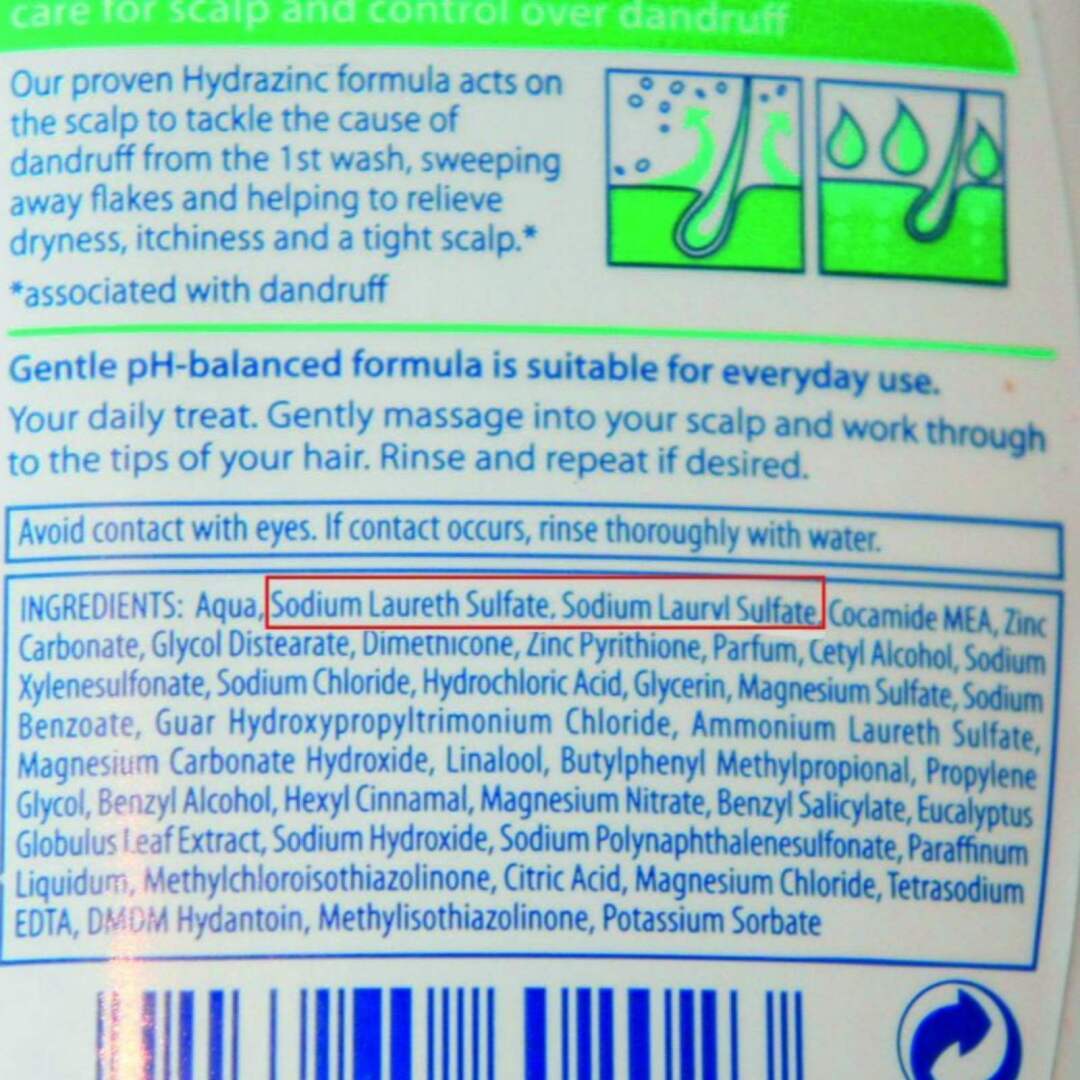 care for scalp and control over dandruff
Our proven Hydrazinc formula acts on
the scalp to tackle the cause of
dandruff from the 1st wash, sweeping
away flakes and helping to relieve
dryness, itchiness and a tight scalp.*
*associated with dandruff
Gentle pH-balanced formula is suitable for everyday use.
Your daily treat. Gently massage into your scalp and work through
to the tips of your hair. Rinse and repeat if desired.
Avoid contact with eyes. If contact occurs, rinse thoroughly with water.
INGREDIENTS: Aqua, Sodium Laureth Sulfate, Sodium Lauryl Sulfate, Cocamide MEA, Zinc
Carbonate, Glycol Distearate, Dimethicone, Zinc Pyrithione, Parfum, Cetyl Alcohol, Sodium
Xylenesulfonate, Sodium Chloride, Hydrochloric Acid, Glycerin, Magnesium Sulfate, Sodium
Benzoate, Guar Hydroxypropyltrimonium Chloride, Ammonium Laureth Sulfate,
Magnesium Carbonate Hydroxide, Linalool, Butylphenyl Methylpropional, Propylene
Glycol, Benzyl Alcohol, Hexyl Cinnamal, Magnesium Nitrate, Benzyl Salicylate, Eucalyptus
Globulus Leaf Extract, Sodium Hydroxide, Sodium Polynaphthalenesulfonate, Paraffinum
Liquidum, Methylchloroisothiazolinone, Citric Acid, Magnesium Chloride, Tetrasodium
EDTA, DMDM Hydantoin, Methylisothiazolinone, Potassium Sorbate